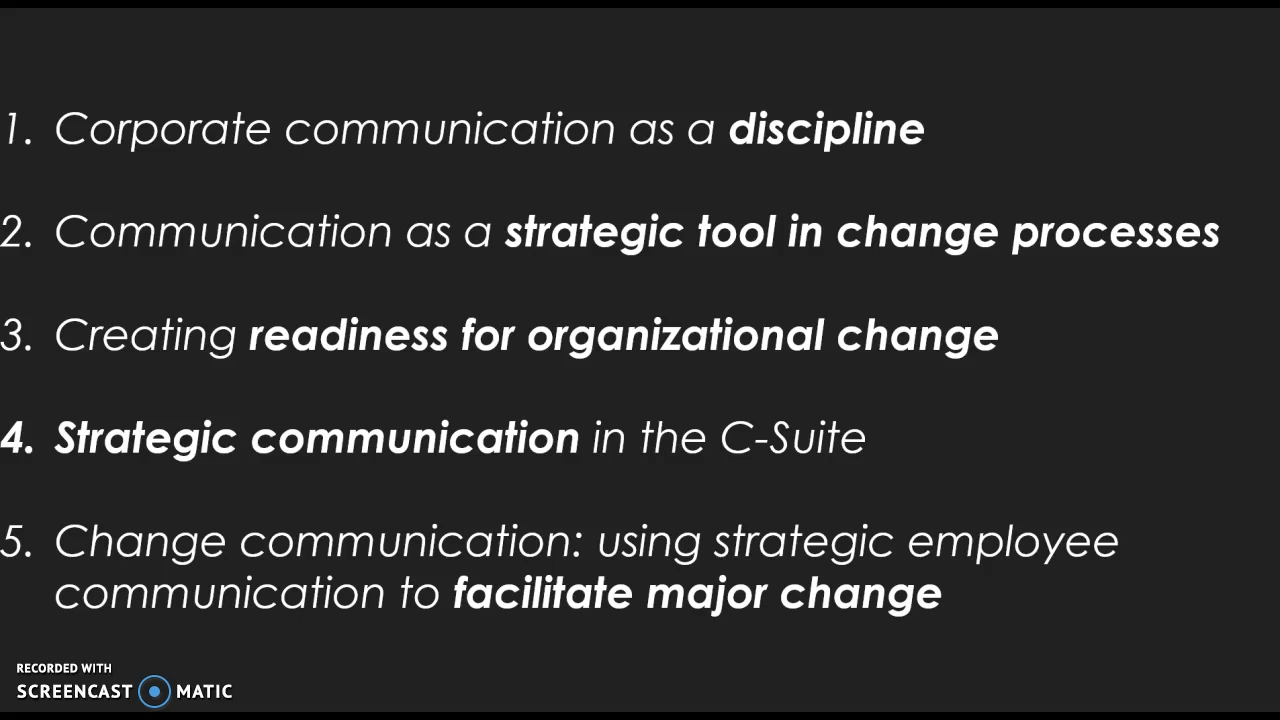 1. Corporate communication as a discipline
2. Communication as a strategic tool in change processes
3. Creating readiness for organizational change
4. Strategic communication in the C-Suite
5. Change communication: using strategic employee
communication to facilitate major change
RECORDED WITH
SCREENCAST MATIC